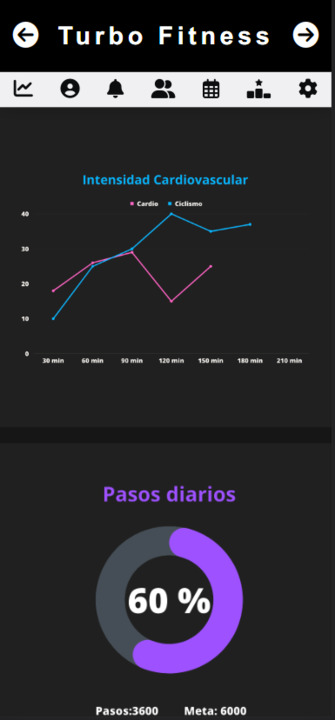 Turbo Fitness
Intensidad Cardiovascular
Cardio Ciclismo
40
30
20
10
0
30 min 60 min 90 min 120 min 150 min 180 min 210 min
Pasos diarios
60 %
Pasos:3600 Meta: 6000